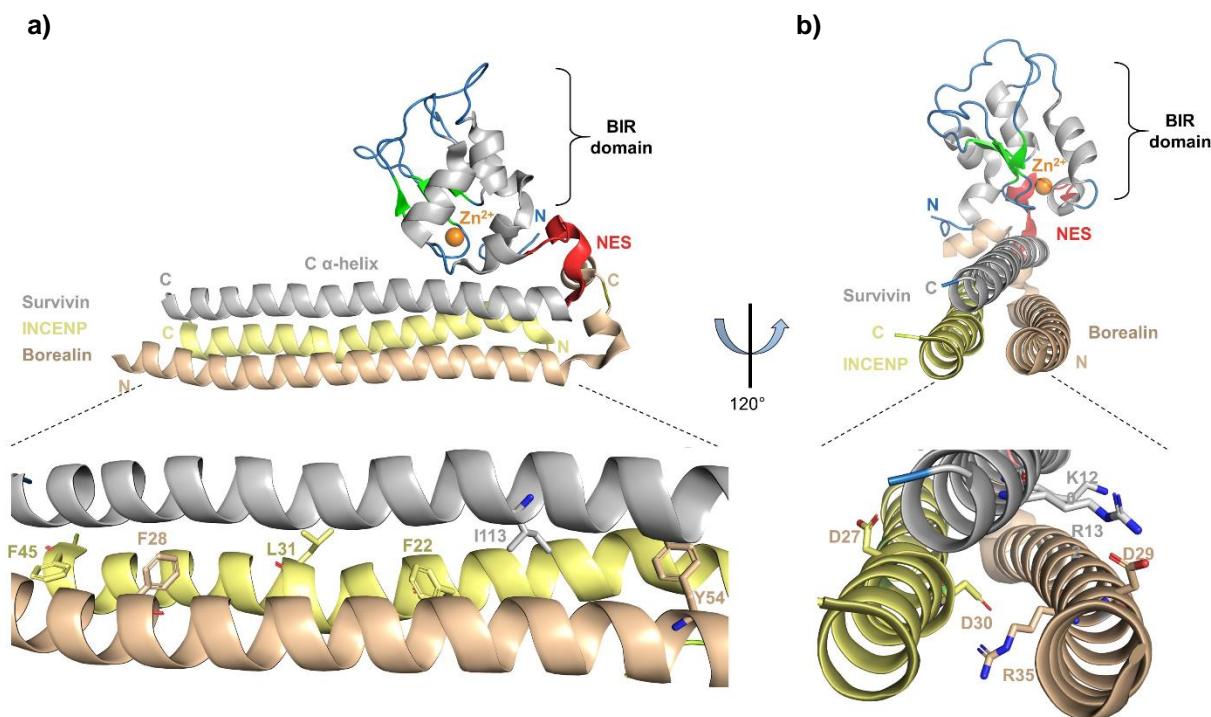 a)
BIR
domain
Zn²⁺
N
NES
C α-helix
C
C
Survivin
INCENP
C
N
Borealin
N
F45
F28
L31
F22
I113
Y54
120°
b)
BIR
domain
Zn²⁺
N
NES
Survivin
C
C
Borealin
INCENP
N
K12
D27
R13
D29
D30
R35